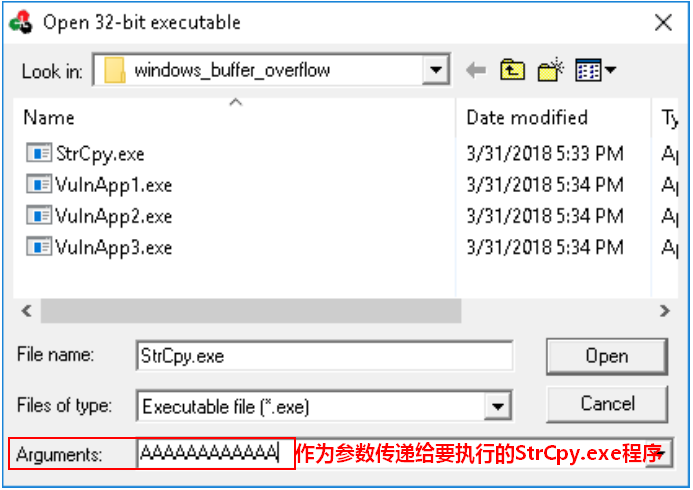 Open 32-bit executable
Look in: windows_buffer_overflow
Name Date modified Ty
StrCpy.exe 3/31/2018 5:33 PM Ap
VulnApp1.exe 3/31/2018 5:34 PM Ap
VulnApp2.exe 3/31/2018 5:34 PM Ap
VulnApp3.exe 3/31/2018 5:34 PM Ap
File name: StrCpy.exe Open
Files of type: Executable file (*.exe) Cancel
Arguments: AAAAAAAAAAAA 作为参数传递给要执行的StrCpy.exe程序